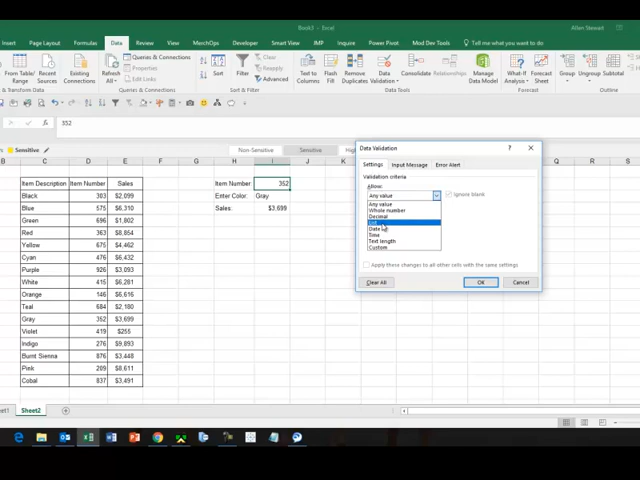 Book3 - Excel
Allen Stewart
Insert Page Layout Formulas Data Review View MerchOps Developer Smart View IMP Inquire Power Pivot Mod Dev Tools Tell me what you want to do
From Table/ Range
Recent Sources
Existing Connections
Refresh All
Queries & Connections
Properties
Edit Links
Sort
Filter
Clear
Reapply
Advanced
Text to Columns
Flash Fill
Remove Duplicates
Data Validation
Consolidate
Relationships
Manage Data Model
What-If Analysis
Forecast Sheet
Group
Ungroup
Subtotal
Queries & Connections
Sort & Filter
Data Tools
Forecast
Outline
352
Sensitive
Non-Sensitive
Sensitive
C D E F G H I J K O P Q
Item Description Item Number Sales
Black 303 $2,099
Blue 575 $6,310
Green 696 $1,802
Red 363 $8,854
Yellow 675 $4,462
Cyan 476 $6,432
Purple 926 $3,093
White 415 $6,281
Orange 146 $6,616
Teal 684 $2,180
Gray 352 $3,699
Violet 419 $255
Indigo 276 $9,893
Burnt Sienna 876 $3,448
Pink 209 $8,611
Cobal 837 $3,491
Item Number: 352
Enter Color: Gray
Sales: $3,699
Data Validation
Settings Input Message Error Alert
Validation criteria
Allow:
Any value
Ignore blank
Any value
Whole number
Decimal
List
Date
Time
Text length
Custom
Apply these changes to all other cells with the same settings
Clear All OK Cancel
Sheet2